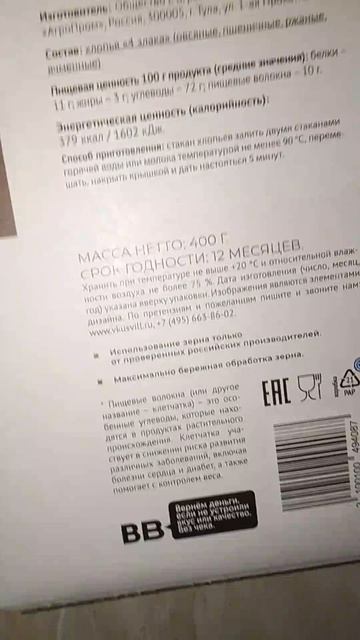 Изготовитель: Общество с
«АгроПром», Россия, 300005, г. Тула, ул. 1-я
Состав: хлопья «4 злака» (овсяные, пшеничные, ржаные,
ячменные)
Пищевая ценность 100 г продукта (средние значения): белки –
11 г; жиры – 3 г; углеводы – 72 г; пищевые волокна – 10 г.
Энергетическая ценность (калорийность):
379 ккал / 1602 кДж.
Способ приготовления: стакан хлопьев залить двумя стаканами
горячей воды или молока температурой не менее 90 °С, переме-
шать, накрыть крышкой и дать настояться 5 минут.
МАССА НЕТТО: 400 Г.
СРОК ГОДНОСТИ: 12 МЕСЯЦЕВ.
Хранить при температуре не выше +20 °С и относительной влаж-
ности воздуха не более 75 %. Дата изготовления (число, месяц,
год) указана вверху упаковки. Изображения являются элементами
дизайна. По претензиям и пожеланиям пишите и звоните нам:
www.vkusvill.ru, +7 (495) 663-86-02.
Использование зерна только
от проверенных российских производителей.
Максимально бережная обработка зерна.
* Пищевые волокна (или другое
название – клетчатка) – это осо-
бенные углеводы, которые нахо-
дятся в продуктах растительного
происхождения. Клетчатка уча-
ствует в снижении риска развития
различных заболеваний, включая
болезни сердца и диабет, а также
помогает с контролем веса.
EAC
21
PAP
494087
ВВ
Вернём деньги,
если не устроили
вкус или качество.
Без чека.